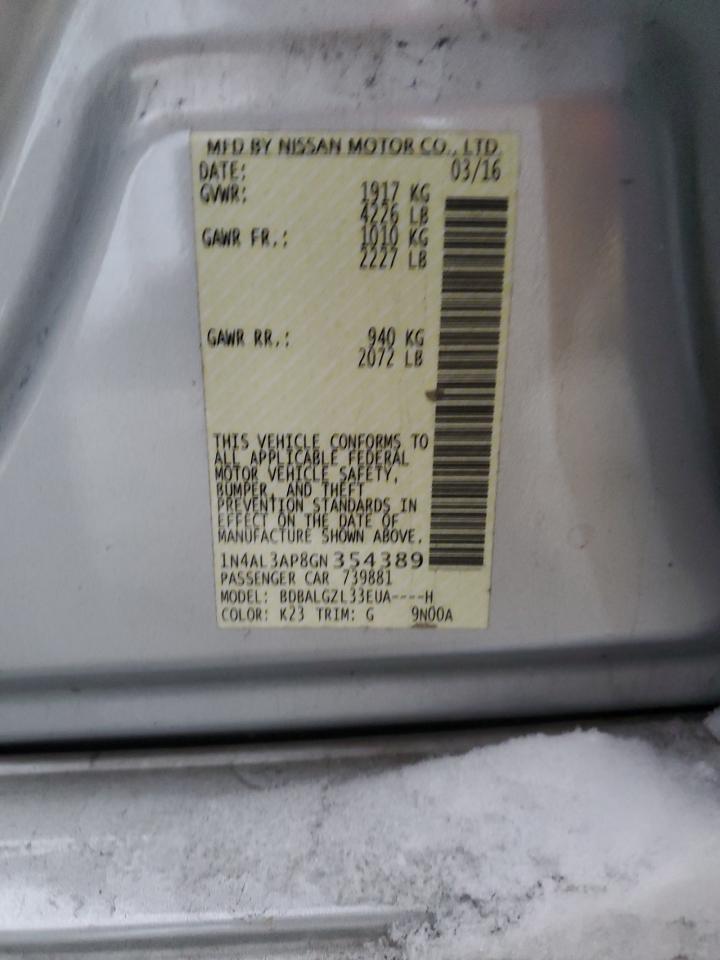 MFD BY NISSAN MOTOR CO., LTD.
DATE: 03/16
GVWR: 1917 KG
4226 LB
GAWR FR.: 1010 KG
2227 LB
GAWR RR.: 940 KG
2072 LB
THIS VEHICLE CONFORMS TO
ALL APPLICABLE FEDERAL
MOTOR VEHICLE SAFETY,
BUMPER, AND THEFT
PREVENTION STANDARDS IN
EFFECT ON THE DATE OF
MANUFACTURE SHOWN ABOVE.
1N4AL3AP8GN354389
PASSENGER CAR 739881
MODEL: BDBALGZL33EUA----H
COLOR: K23 TRIM: G 9N00A